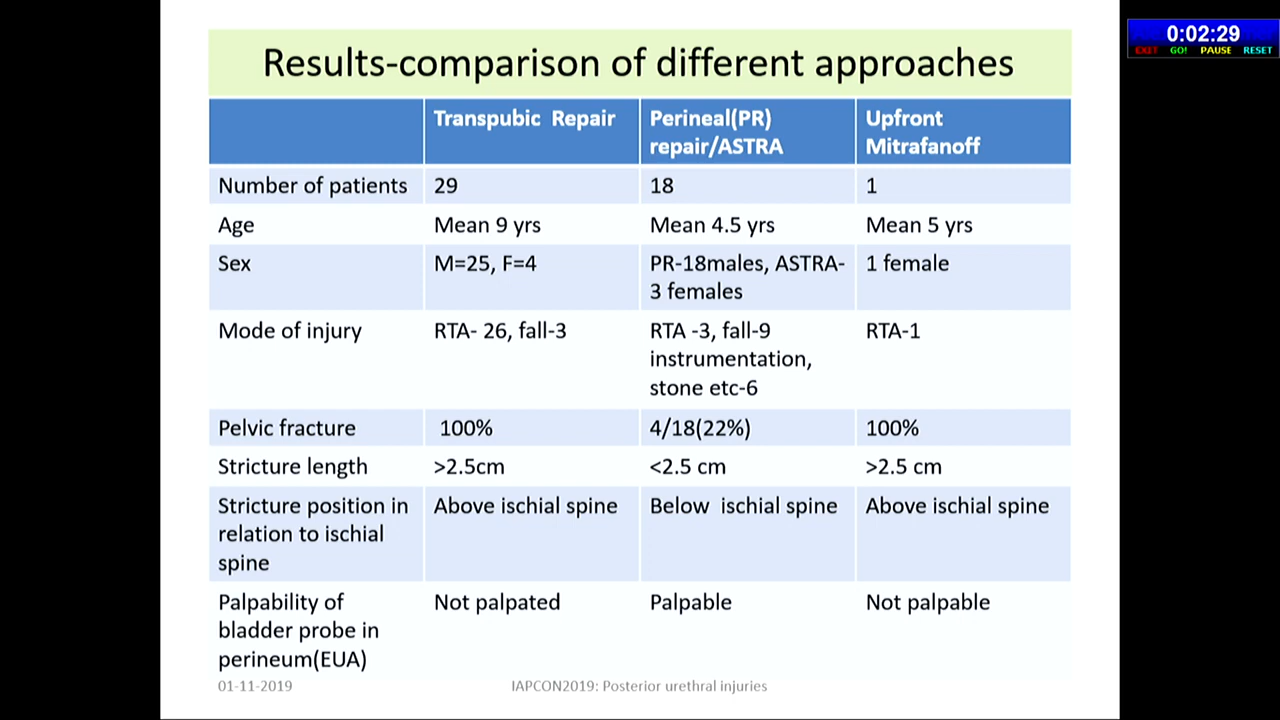 Results-comparison of different approaches
Transpubic Repair
Perineal(PR)
repair/ASTRA
Upfront
Mitrafanoff
Number of patients
29
18
1
Age
Mean 9 yrs
Mean 4.5 yrs
Mean 5 yrs
Sex
M=25, F=4
PR-18males, ASTRA-
3 females
1 female
Mode of injury
RTA- 26, fall-3
RTA -3, fall-9
instrumentation,
stone etc-6
RTA-1
Pelvic fracture
100%
4/18(22%)
100%
Stricture length
>2.5cm
<2.5 cm
>2.5 cm
Stricture position in
relation to ischial
spine
Above ischial spine
Below ischial spine
Above ischial spine
Palpability of
bladder probe in
perineum(EUA)
Not palpated
Palpable
Not palpable
01-11-2019
IAPCON2019: Posterior urethral injuries
0:02:29
EXIT GO! PAUSE RESET